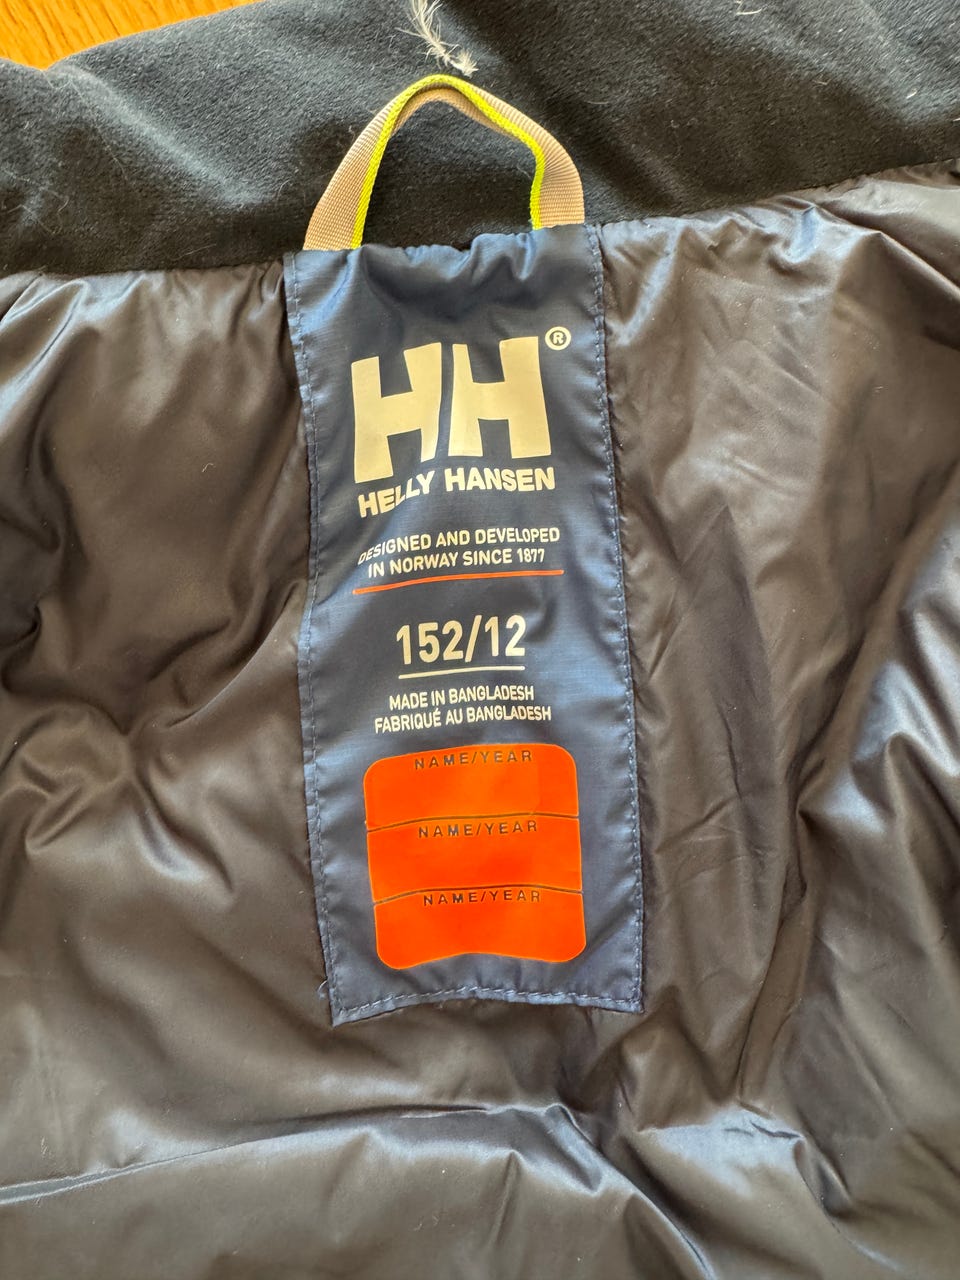 HH®
HELLY HANSEN
DESIGNED AND DEVELOPED
IN NORWAY SINCE 1877
152/12
MADE IN BANGLADESH
FABRIQUÉ AU BANGLADESH
NAME/YEAR
NAME/YEAR
NAME/YEAR